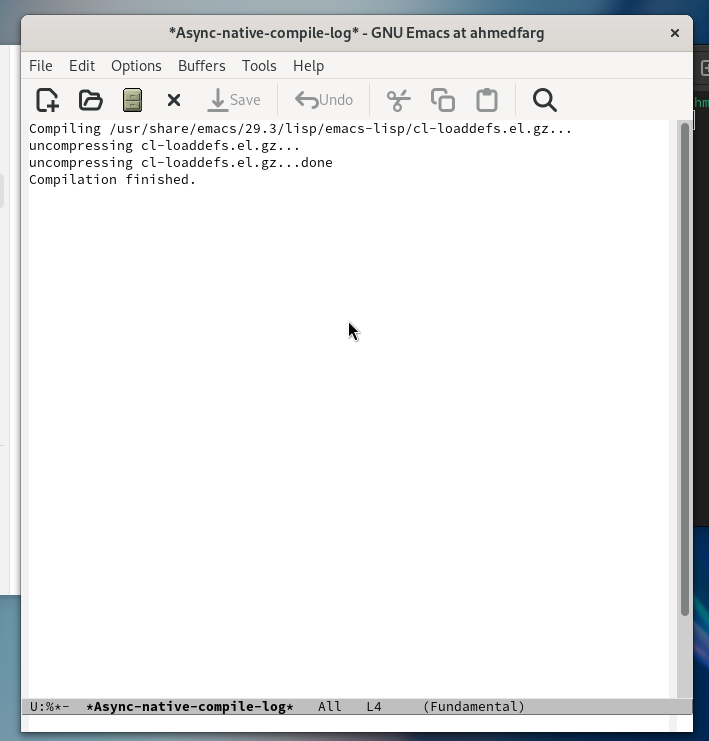 *Async-native-compile-log* - GNU Emacs at ahmedfarg
File Edit Options Buffers Tools Help
Save Undo
Compiling /usr/share/emacs/29.3/lisp/emacs-lisp/cl-loaddefs.el.gz...
uncompressing cl-loaddefs.el.gz...
uncompressing cl-loaddefs.el.gz...done
Compilation finished.
U:%*- *Async-native-compile-log* All L4 (Fundamental)
hm